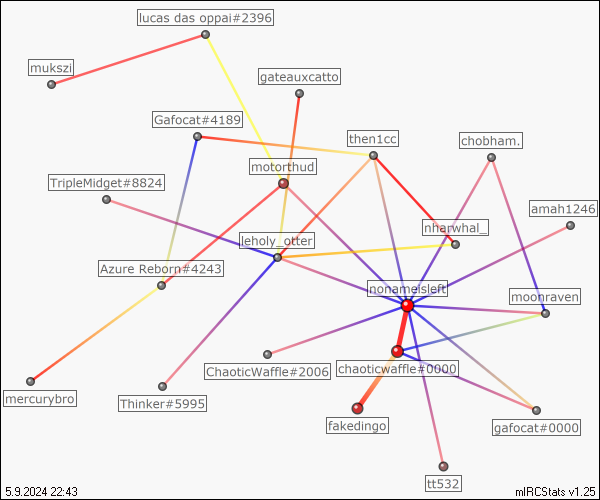 lucas das oppai#2396
mukszi
gateauxcatto
Gafocat#4189
then1cc
chobham.
motorthud
TripleMidget#8824
amah1246
nharwhal_
leholy_otter
Azure Reborn#4243
nonameisleft
moonraven
ChaoticWaffle#2006
chaoticwaffle#0000
mercurybro
Thinker#5995
fakedingo
gafocat#0000
tt532
5.9.2024 22:43
mIRCStats v1.25